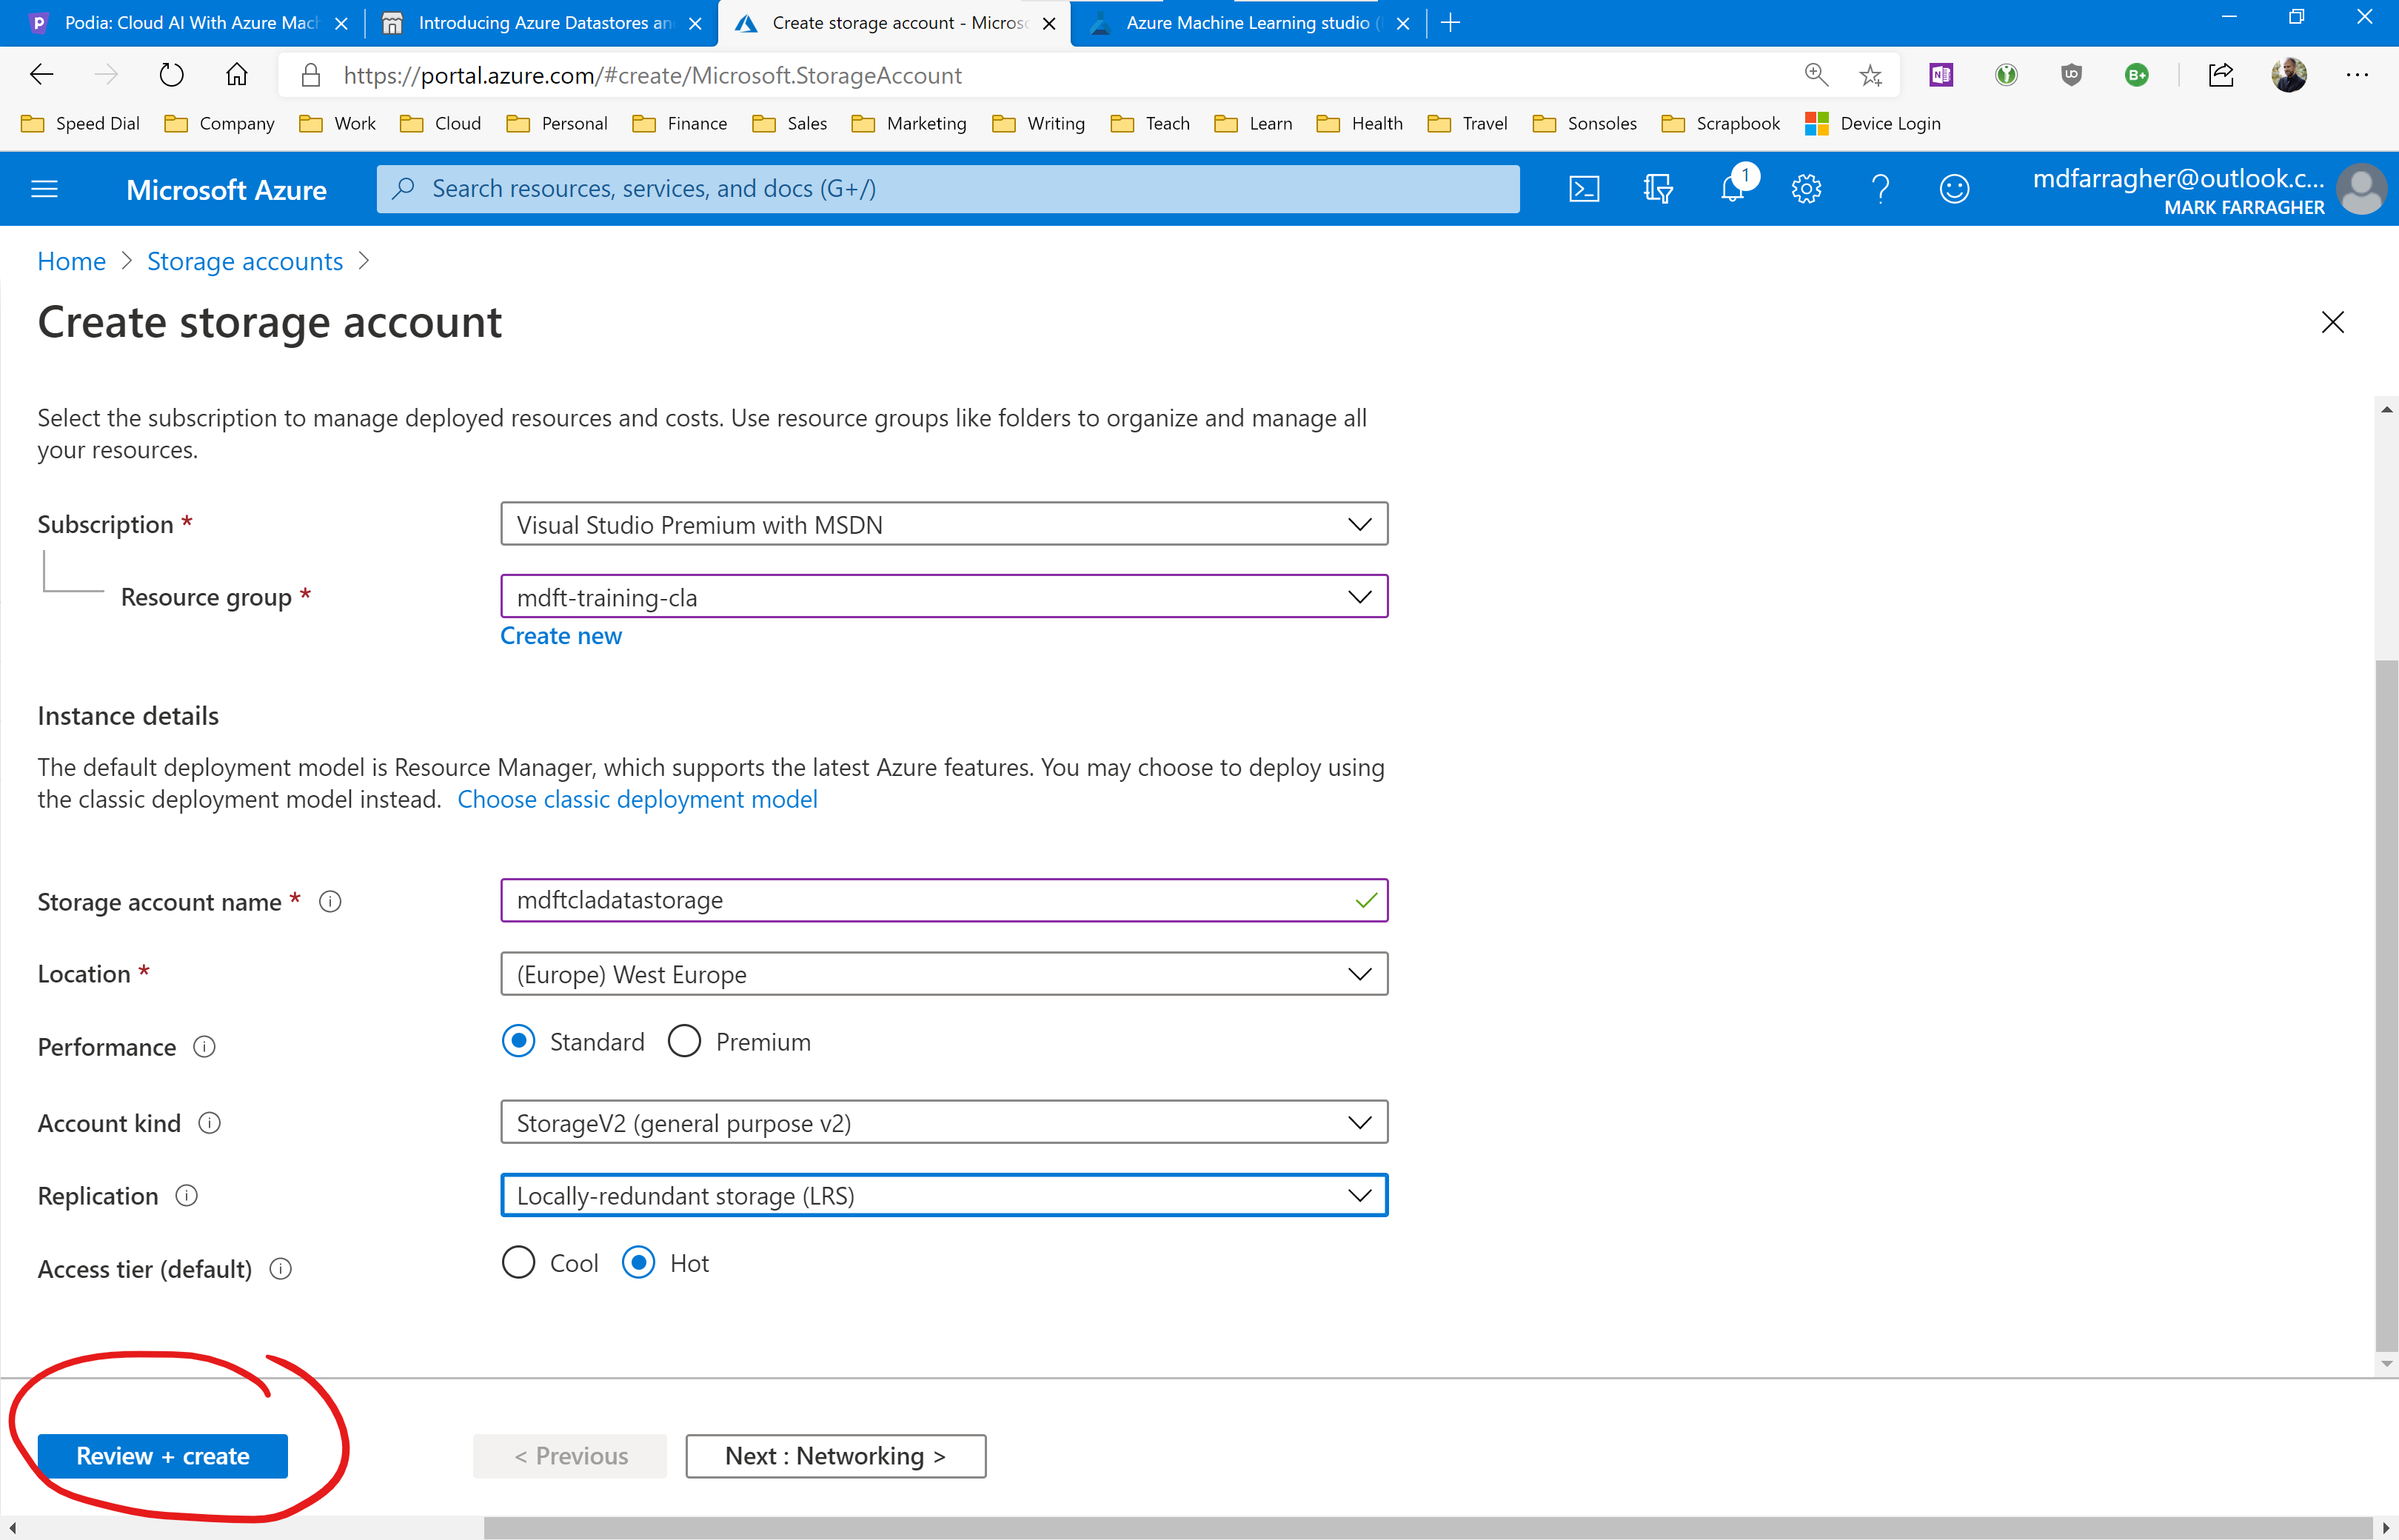 Podia: Cloud AI With Azure Mach
Introducing Azure Datastores an
Create storage account - Micros
Azure Machine Learning studio (
https://portal.azure.com/#create/Microsoft.StorageAccount
Speed Dial
Company
Work
Cloud
Personal
Finance
Sales
Marketing
Writing
Teach
Learn
Health
Travel
Sonsoles
Scrapbook
Device Login
Microsoft Azure
Search resources, services, and docs (G+/)
1
mdfarragher@outlook.c...
MARK FARRAGHER
Home > Storage accounts >
Create storage account
Select the subscription to manage deployed resources and costs. Use resource groups like folders to organize and manage all
your resources.
Subscription *
Visual Studio Premium with MSDN
Resource group *
mdft-training-cla
Create new
Instance details
The default deployment model is Resource Manager, which supports the latest Azure features. You may choose to deploy using
the classic deployment model instead. Choose classic deployment model
Storage account name *
mdftcladatastorage
Location *
(Europe) West Europe
Performance
Standard
Premium
Account kind
StorageV2 (general purpose v2)
Replication
Locally-redundant storage (LRS)
Access tier (default)
Cool
Hot
Review + create
< Previous
Next : Networking >